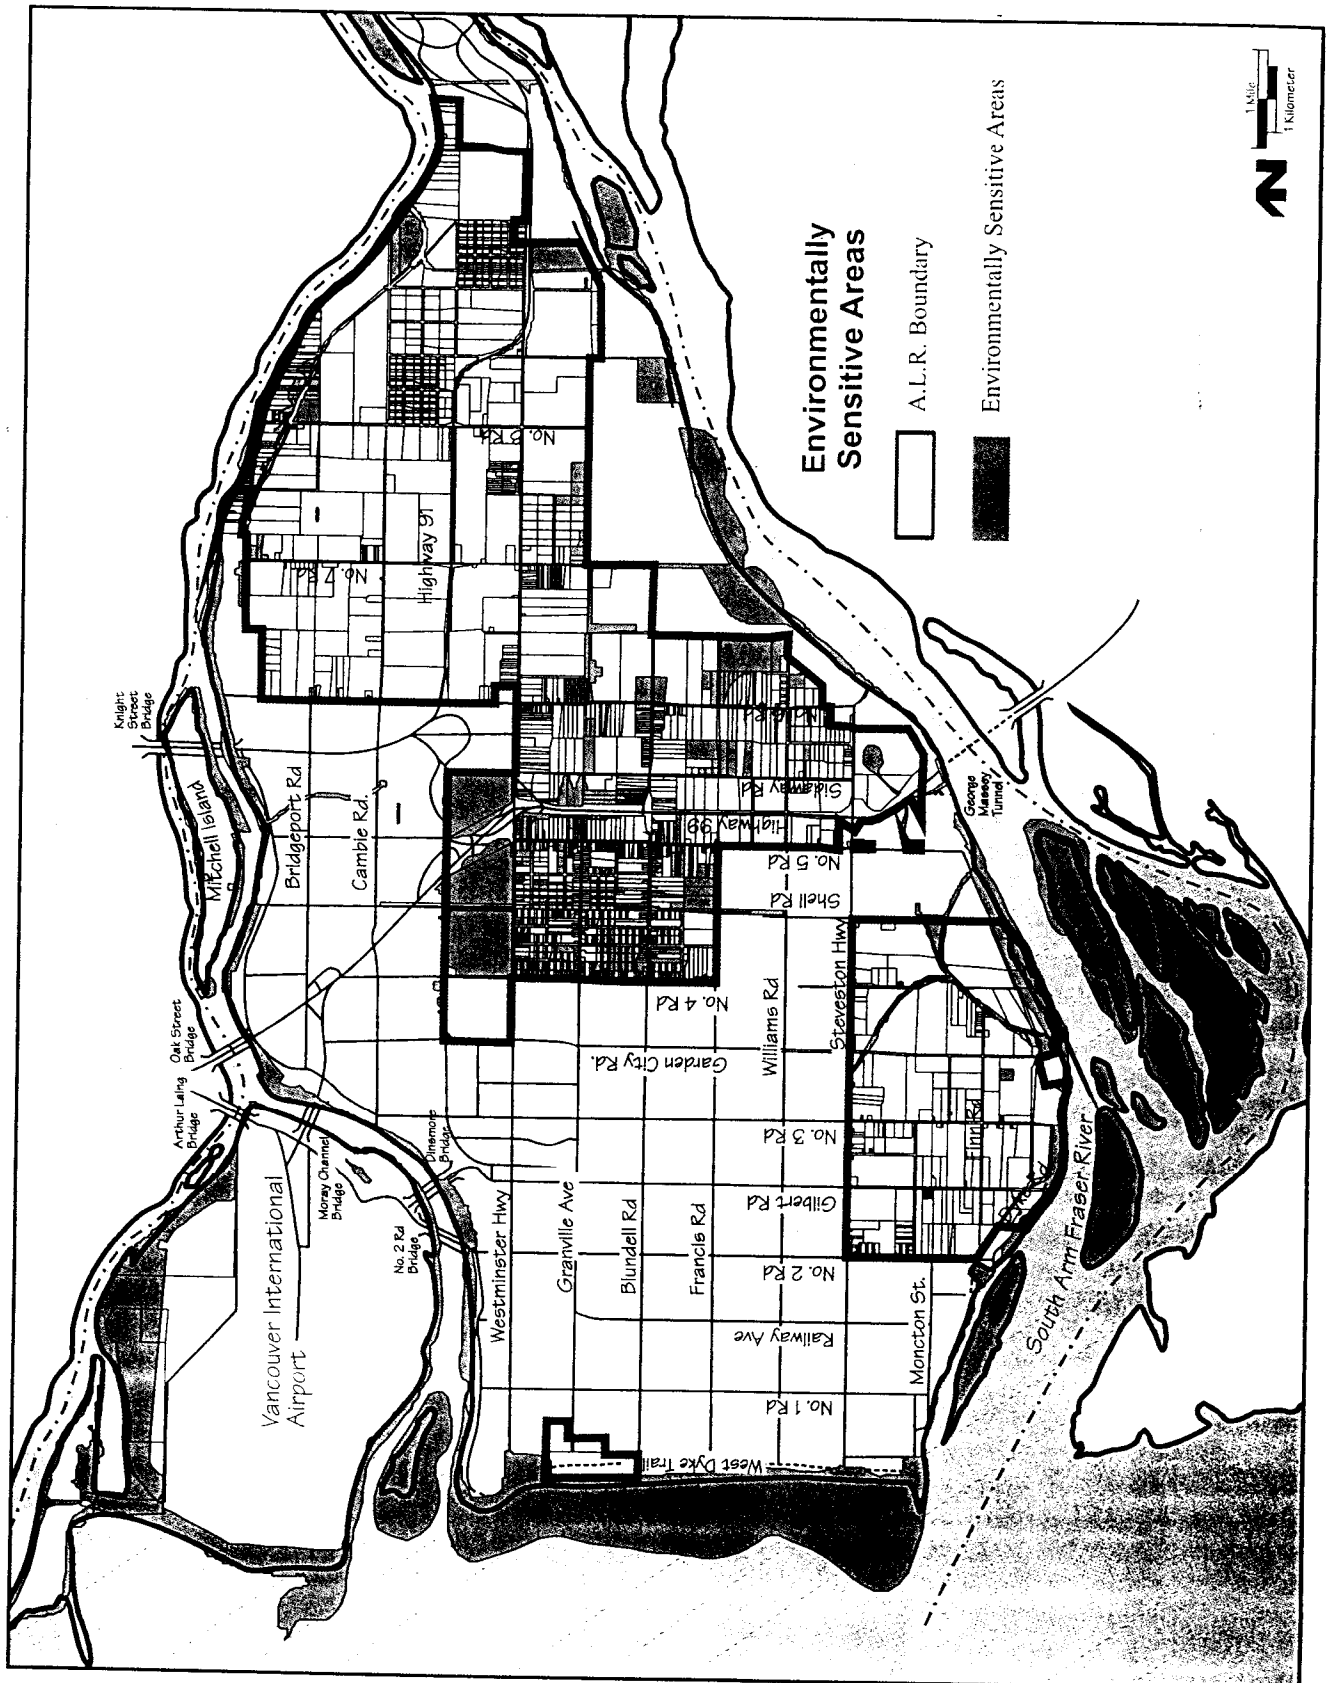 Environmentally
Sensitive Areas
A.L.R. Boundary
Environmentally Sensitive Areas
1 Mile
1 Kilometer
N
Knight
Street
Bridge
Mitchell Island
Bridgeport Rd
Cambie Rd.
Oak Street
Bridge
Arthur Laing
Bridge
Moray Channel
Bridge
Dinsmore
Bridge
No. 2 Rd
Bridge
Vancouver International
Airport
Westminster Hwy
Granville Ave
Blundell Rd
Francis Rd
Williams Rd
Steveston Hwy
Moncton St.
Finn Rd
Dyke Rd
South Arm Fraser River
George
Massey
Tunnel
Highway 91
No. 8 Rd
No. 7 Rd
No. 6 Rd
Sidaway Rd
Highway 99
No. 5 Rd
Shell Rd
No. 4 Rd
Garden City Rd.
No. 3 Rd
Gilbert Rd
No. 2 Rd
Railway Ave
No. 1 Rd
West Dyke Trail